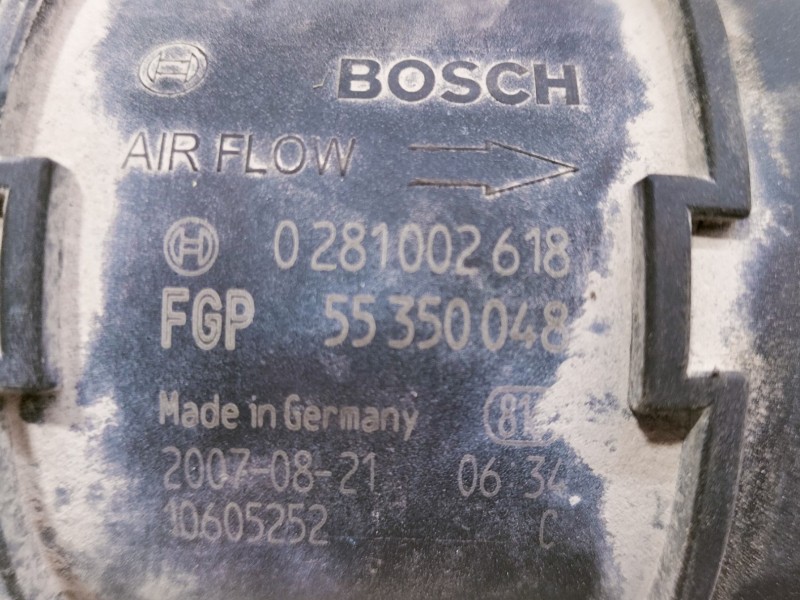 BOSCH
AIR FLOW
0 281 002 618
FGP 55 350 048
Made in Germany
2007-08-21 06 34
10605252 C